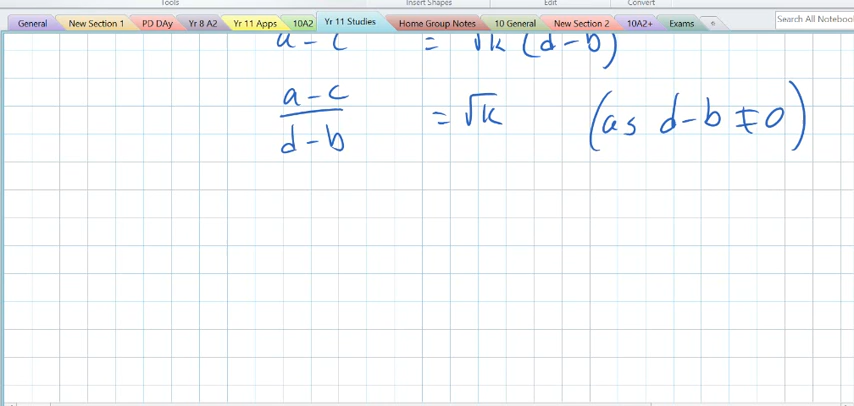 Tools Insert Shapes Edit Convert
General New Section 1 PD DAy Yr 8 A2 Yr 11 Apps 10A2 Yr 11 Studies Home Group Notes 10 General New Section 2 10A2+ Exams Search All Notebook
a - c = √k (d - b)
a - c
d - b
= √k (as d - b ≠ 0)